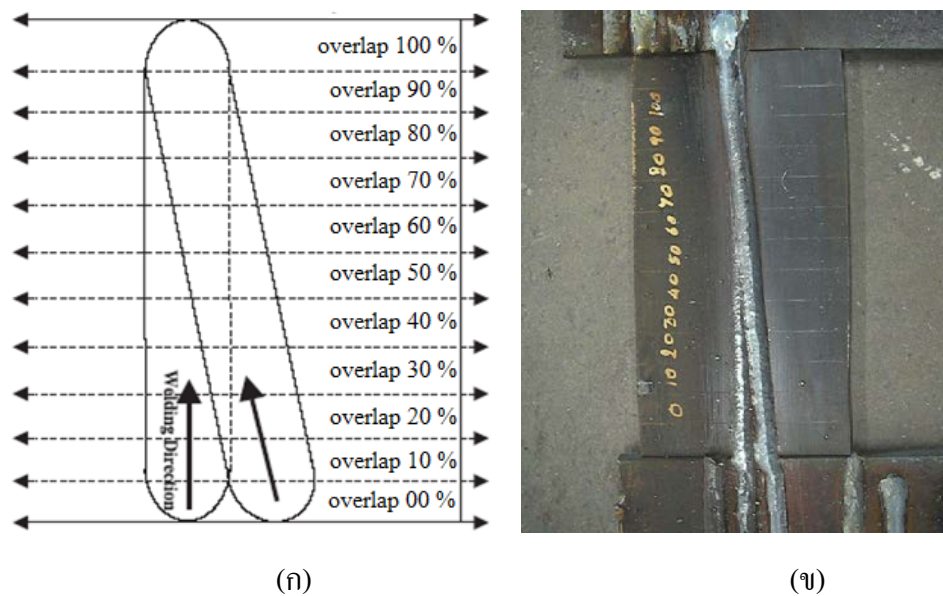 overlap 100 %
overlap 90 %
overlap 80 %
overlap 70 %
overlap 60 %
overlap 50 %
overlap 40 %
overlap 30 %
overlap 20 %
overlap 10 %
overlap 00 %
Welding Direction
0 10 20 30 40 50 60 70 80 90 100
(ก)
(ข)